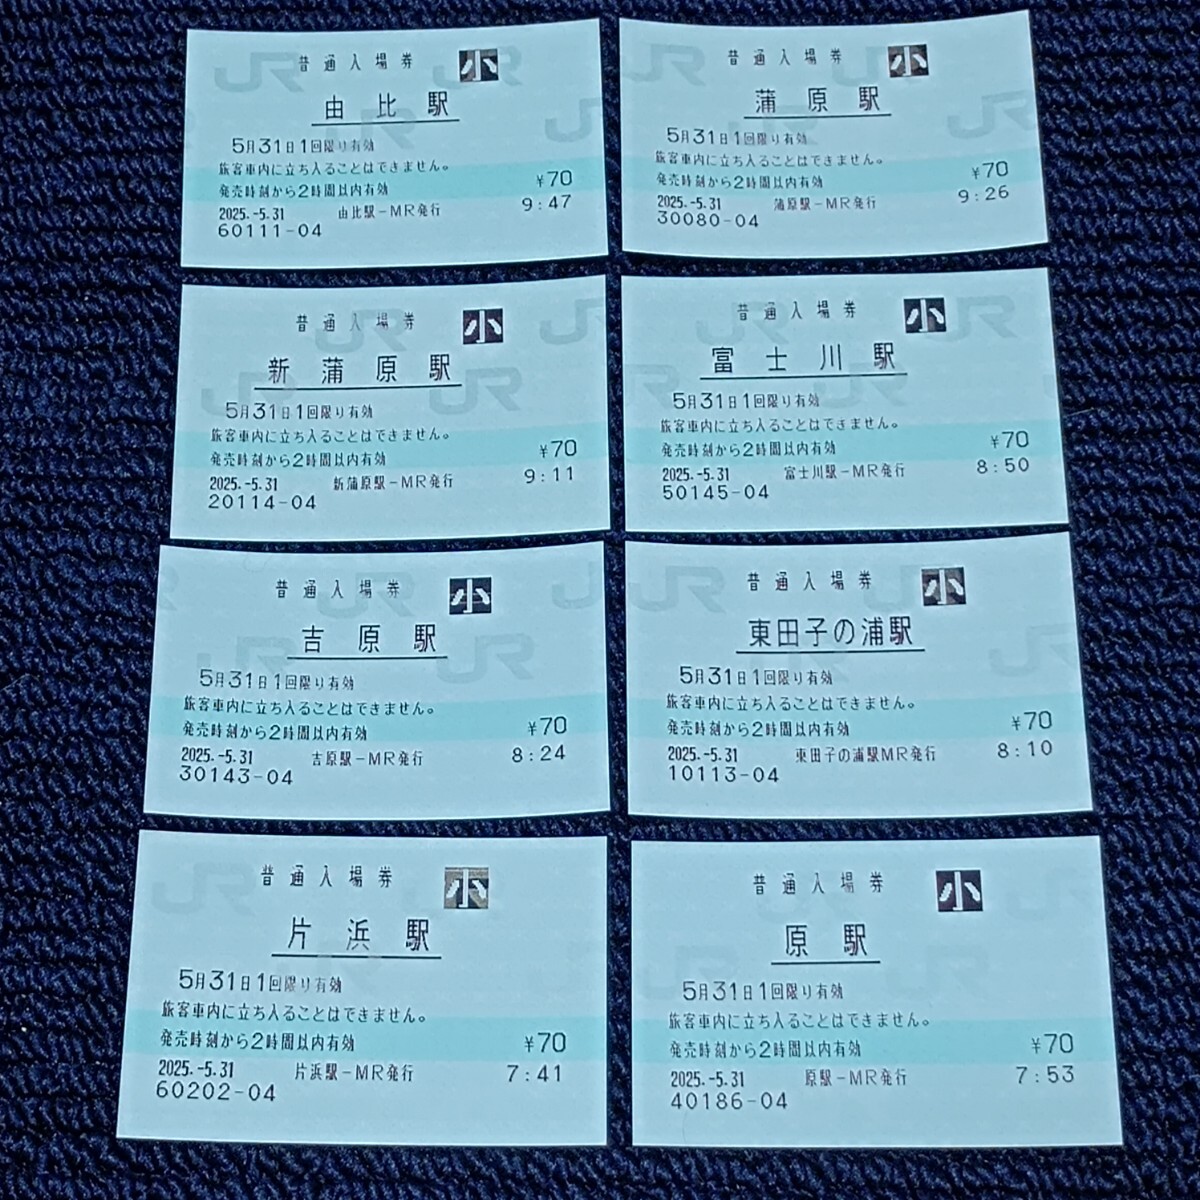 普通入場券 小
由比駅
5月31日1回限り有効
旅客車内に立ち入ることはできません。
発売時刻から2時間以内有効 ¥70
2025.-5.31 由比駅-MR発行 9:47
60111-04
普通入場券 小
蒲原駅
5月31日1回限り有効
旅客車内に立ち入ることはできません。
発売時刻から2時間以内有効 ¥70
2025.-5.31 蒲原駅-MR発行 9:26
30080-04
普通入場券 小
新蒲原駅
5月31日1回限り有効
旅客車内に立ち入ることはできません。
発売時刻から2時間以内有効 ¥70
2025.-5.31 新蒲原駅-MR発行 9:11
20114-04
普通入場券 小
富士川駅
5月31日1回限り有効
旅客車内に立ち入ることはできません。
発売時刻から2時間以内有効 ¥70
2025.-5.31 富士川駅-MR発行 8:50
50145-04
普通入場券 小
吉原駅
5月31日1回限り有効
旅客車内に立ち入ることはできません。
発売時刻から2時間以内有効 ¥70
2025.-5.31 吉原駅-MR発行 8:24
30143-04
普通入場券 小
東田子の浦駅
5月31日1回限り有効
旅客車内に立ち入ることはできません。
発売時刻から2時間以内有効 ¥70
2025.-5.31 東田子の浦駅MR発行 8:10
10113-04
普通入場券 小
片浜駅
5月31日1回限り有効
旅客車内に立ち入ることはできません。
発売時刻から2時間以内有効 ¥70
2025.-5.31 片浜駅-MR発行 7:41
60202-04
普通入場券 小
原駅
5月31日1回限り有効
旅客車内に立ち入ることはできません。
発売時刻から2時間以内有効 ¥70
2025.-5.31 原駅-MR発行 7:53
40186-04